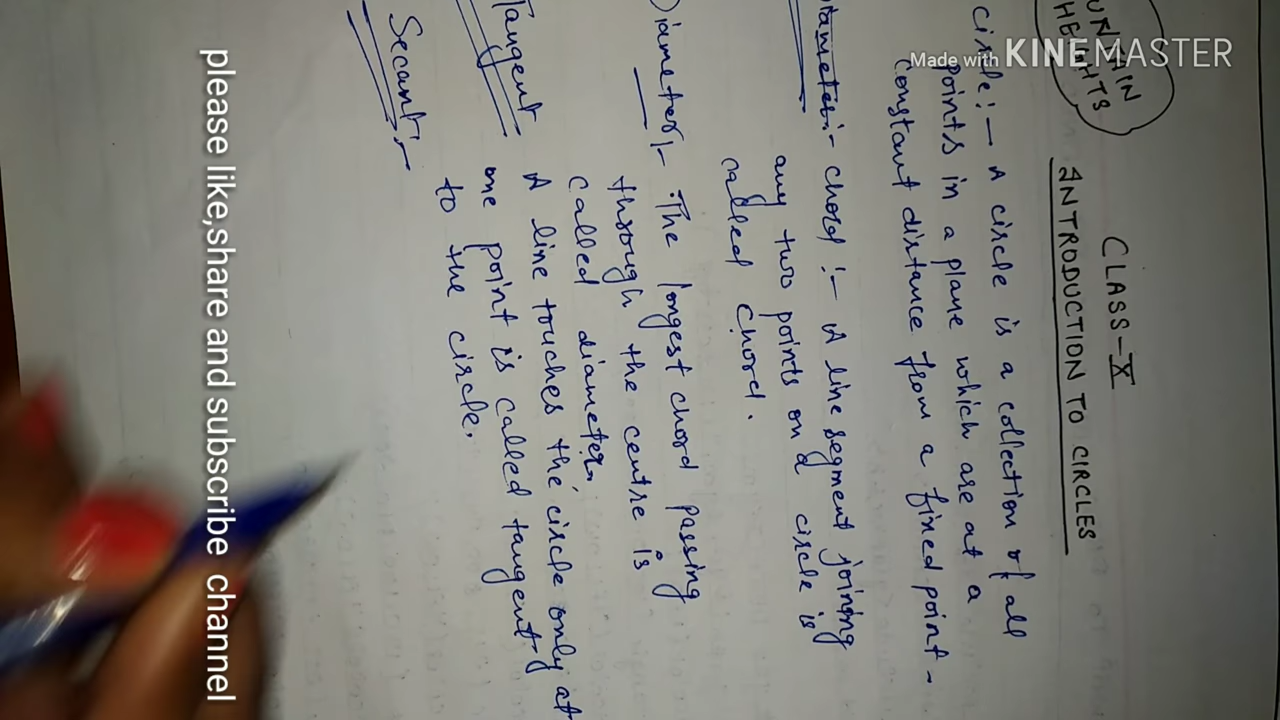 CLASS-X
INTRODUCTION TO CIRCLES
circle:- A circle is a collection of all
points in a plane which are at a
constant distance from a fixed point-
chord :- A line segment joining
any two points on a circle is
called chord.
Diameter:- The longest chord passing
through the centre is
called diameter.
Tangent A line touches the circle only at
one point is called tangent
to the circle.
Secant:-
please like,share and subscribe channel
Made with KINEMASTER